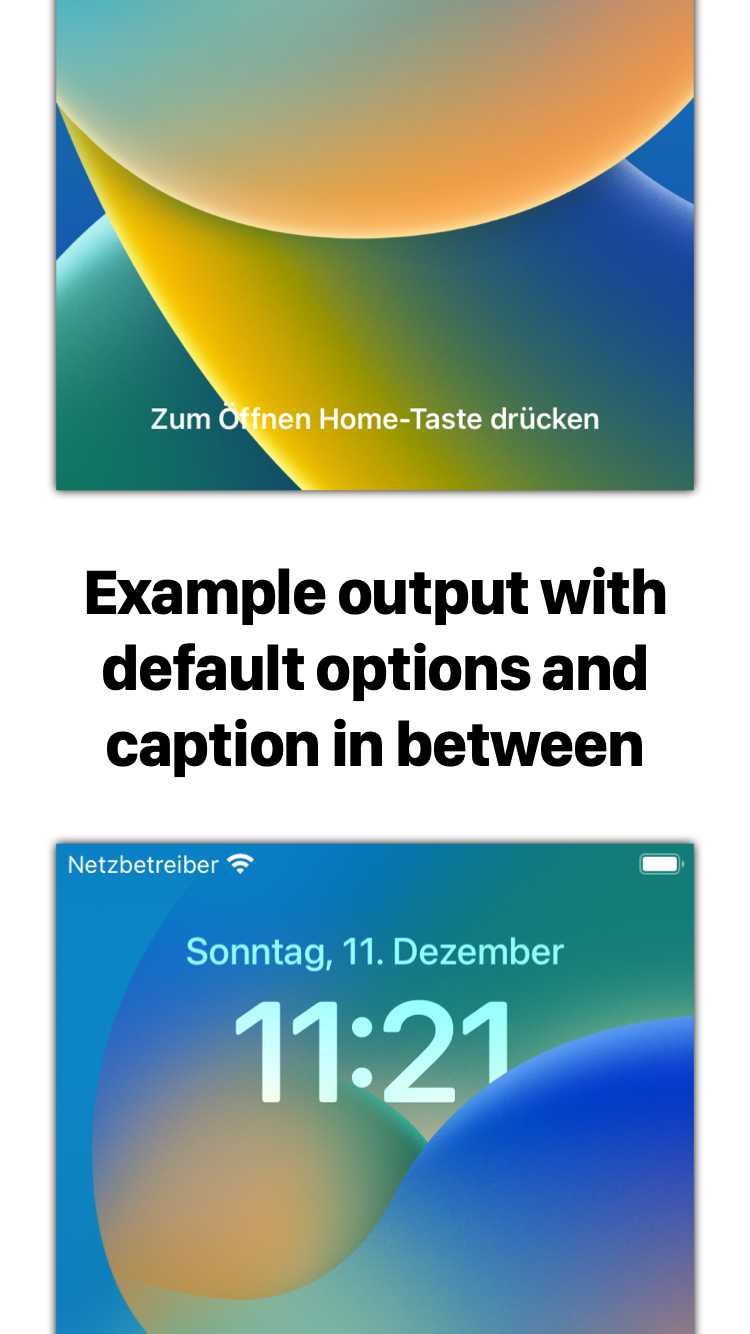 Zum Öffnen Home-Taste drücken
Example output with
default options and
caption in between
Netzbetreiber
Sonntag, 11. Dezember
11:21